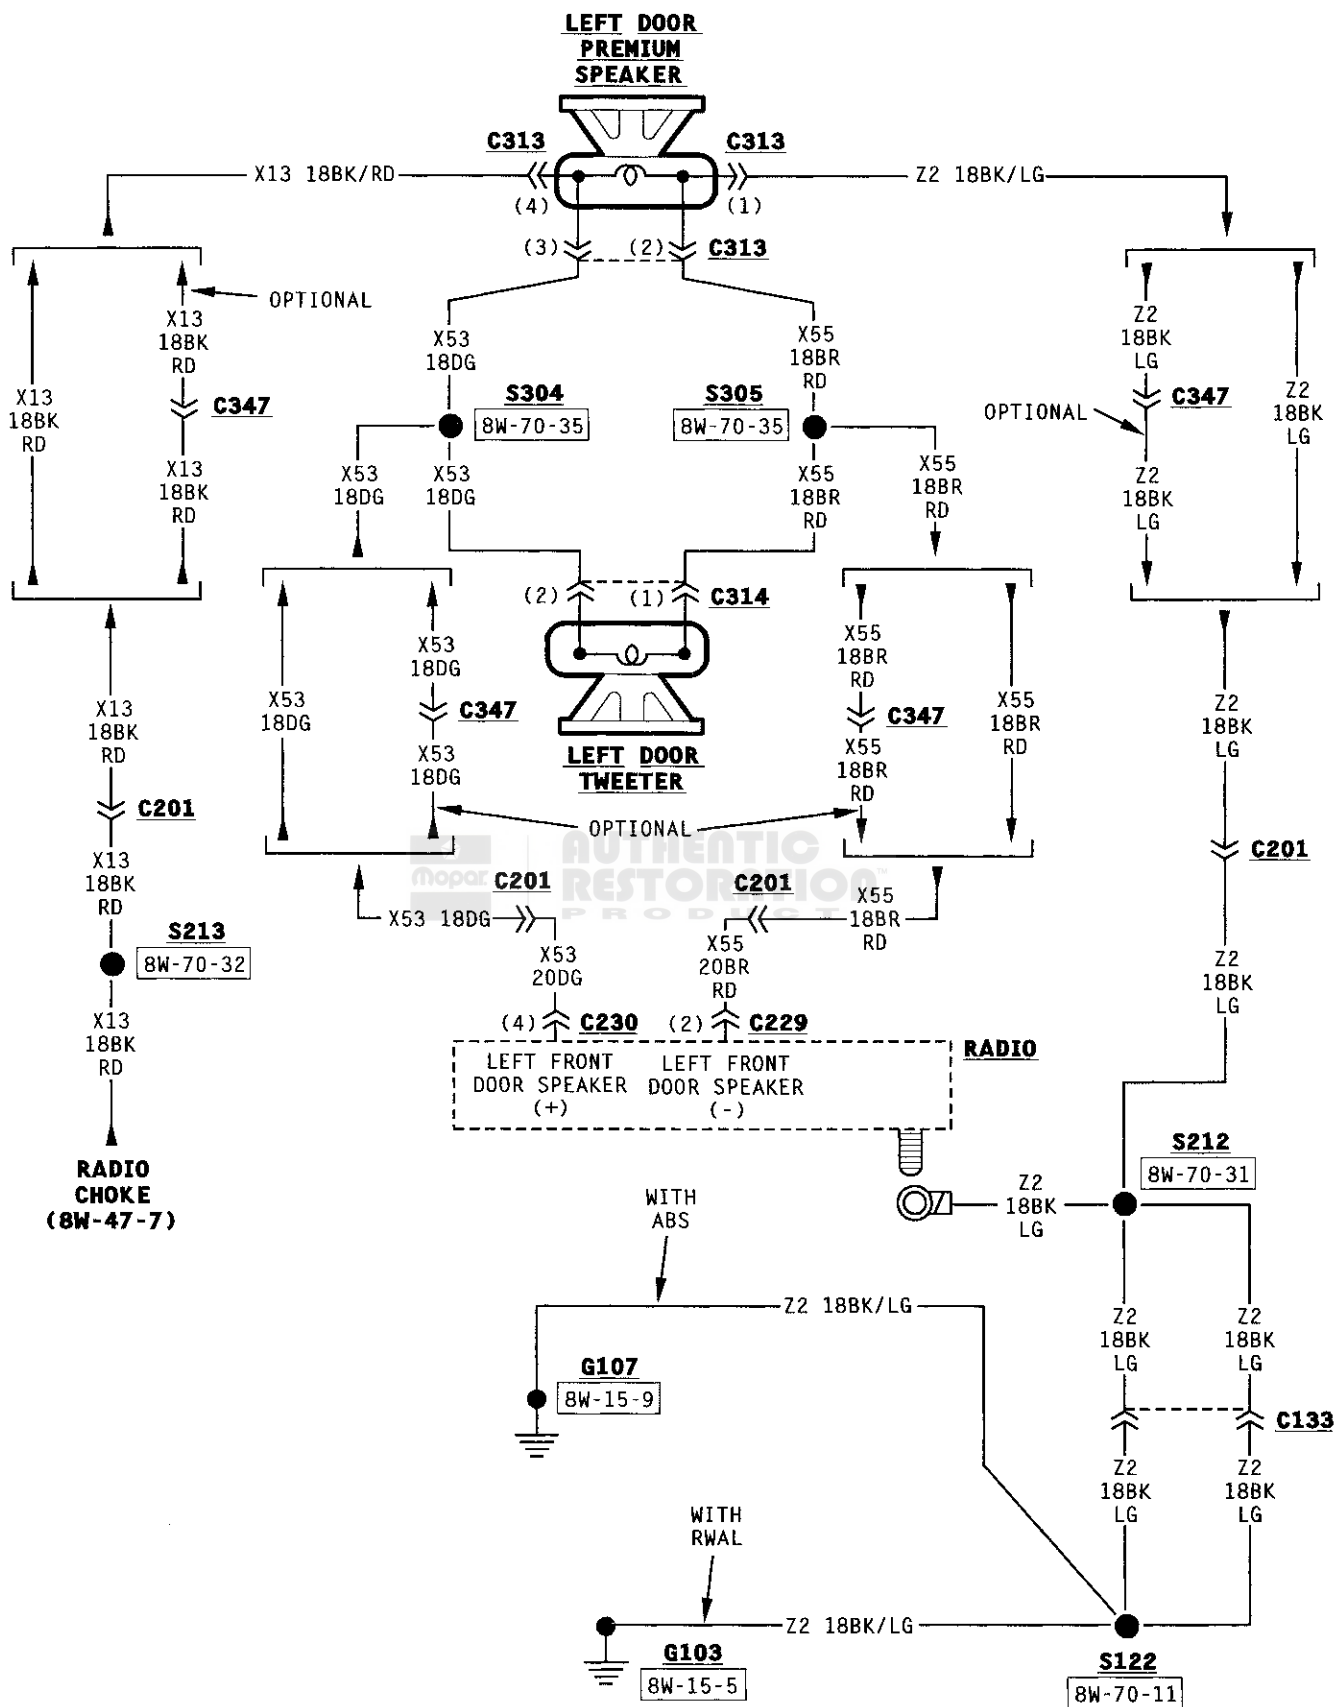 LEFT DOOR
PREMIUM
SPEAKER
C313
C313
X13 18BK/RD
Z2 18BK/LG
(4)
(1)
(3)
(2)
C313
OPTIONAL
X13
18BK
RD
X13
18BK
RD
C347
X13
18BK
RD
X53
18DG
X55
18BR
RD
S304
8W-70-35
S305
8W-70-35
Z2
18BK
LG
C347
OPTIONAL
Z2
18BK
LG
Z2
18BK
LG
X53
18DG
X53
18DG
X55
18BR
RD
X55
18BR
RD
(2)
(1)
C314
X53
18DG
X53
18DG
C347
X53
18DG
LEFT DOOR
TWEETER
X55
18BR
RD
C347
X55
18BR
RD
X55
18BR
RD
OPTIONAL
X13
18BK
RD
C201
X13
18BK
RD
S213
8W-70-32
X13
18BK
RD
RADIO
CHOKE
(8W-47-7)
Mopar
AUTHENTIC
RESTORATION™
PRODUCT
C201
C201
X53 18DG
X55
18BR
RD
X53
20DG
X55
20BR
RD
(4)
C230
(2)
C229
RADIO
LEFT FRONT
DOOR SPEAKER
(+)
LEFT FRONT
DOOR SPEAKER
(-)
Z2
18BK
LG
C201
Z2
18BK
LG
S212
8W-70-31
Z2
18BK
LG
WITH
ABS
Z2 18BK/LG
G107
8W-15-9
Z2
18BK
LG
Z2
18BK
LG
C133
Z2
18BK
LG
Z2
18BK
LG
WITH
RWAL
Z2 18BK/LG
G103
8W-15-5
S122
8W-70-11